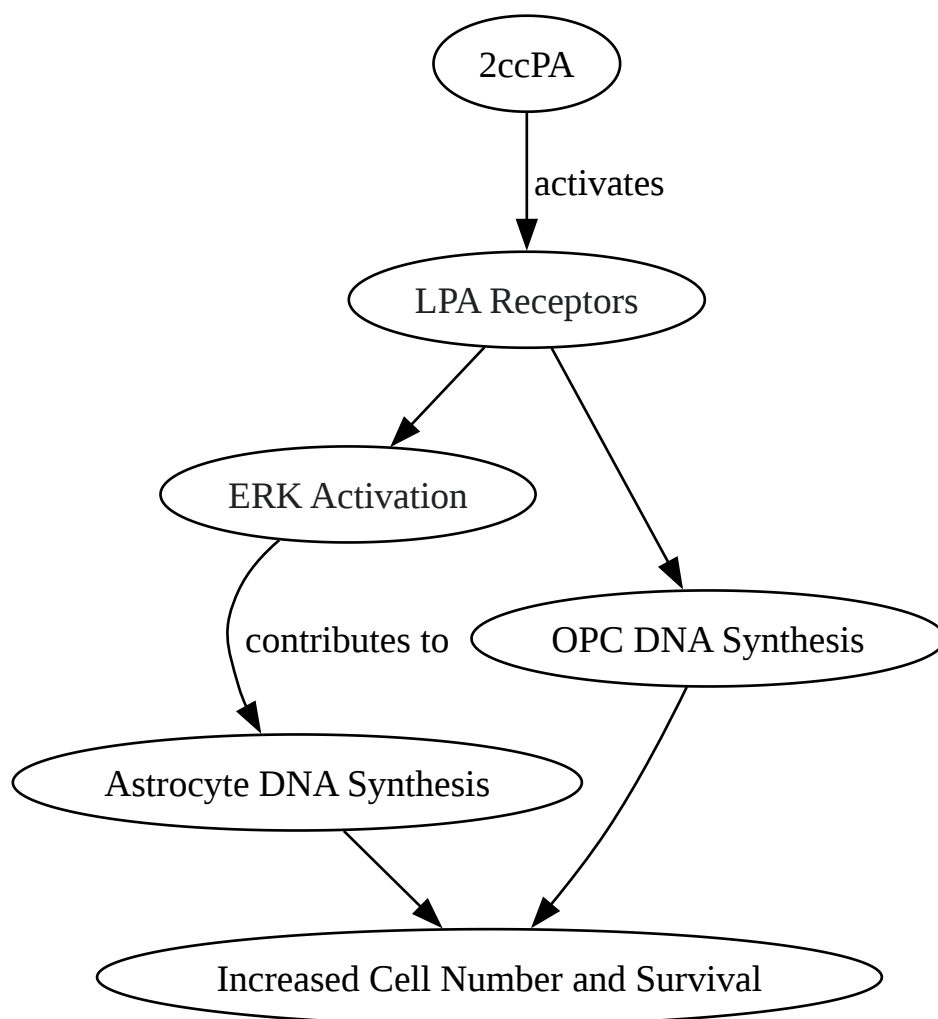 2ccPA
activates
LPA Receptors
ERK Activation
contributes to
OPC DNA Synthesis
Astrocyte DNA Synthesis
Increased Cell Number and Survival